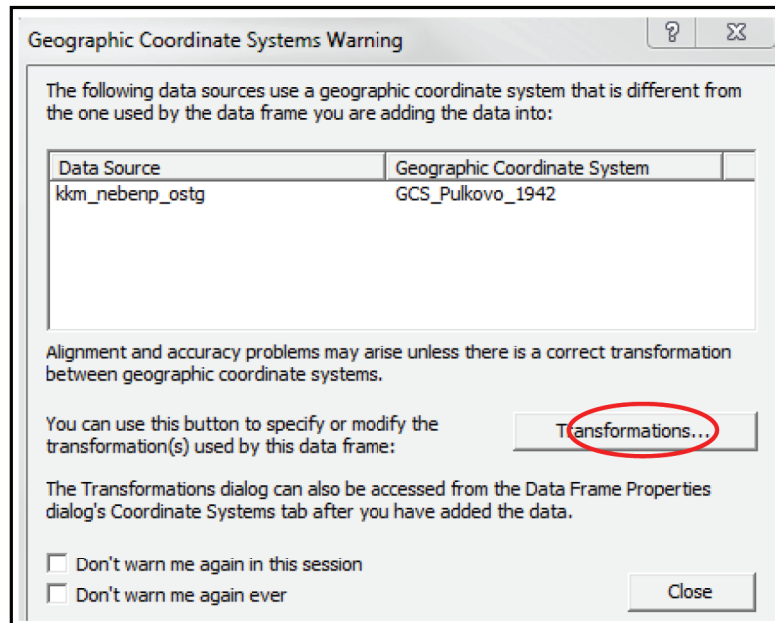 Geographic Coordinate Systems Warning
The following data sources use a geographic coordinate system that is different from
the one used by the data frame you are adding the data into:
Data Source Geographic Coordinate System
kkm_nebenp_ostg GCS_Pulkovo_1942
Alignment and accuracy problems may arise unless there is a correct transformation
between geographic coordinate systems.
You can use this button to specify or modify the
transformation(s) used by this data frame:
Transformations...
The Transformations dialog can also be accessed from the Data Frame Properties
dialog's Coordinate Systems tab after you have added the data.
Don't warn me again in this session
Don't warn me again ever
Close